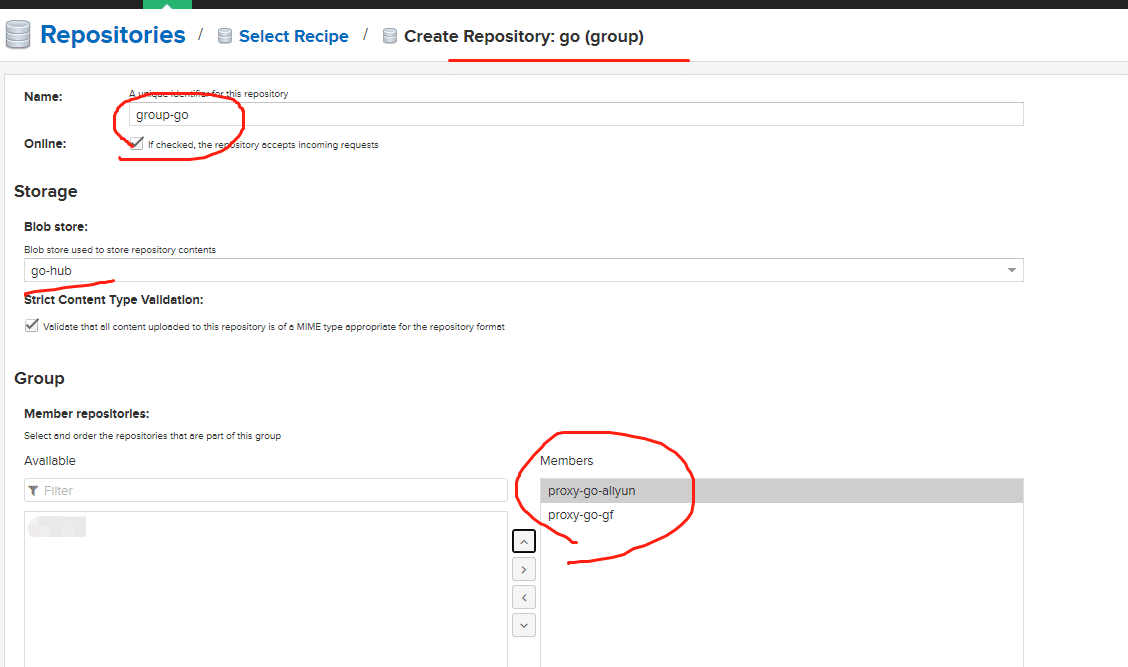 Repositories / Select Recipe / Create Repository: go (group)
Name:
A unique identifier for this repository
group-go
Online:
If checked, the repository accepts incoming requests
Storage
Blob store:
Blob store used to store repository contents
go-hub
Strict Content Type Validation:
Validate that all content uploaded to this repository is of a MIME type appropriate for the repository format
Group
Member repositories:
Select and order the repositories that are part of this group
Available
Filter
Members
proxy-go-aliyun
proxy-go-gf